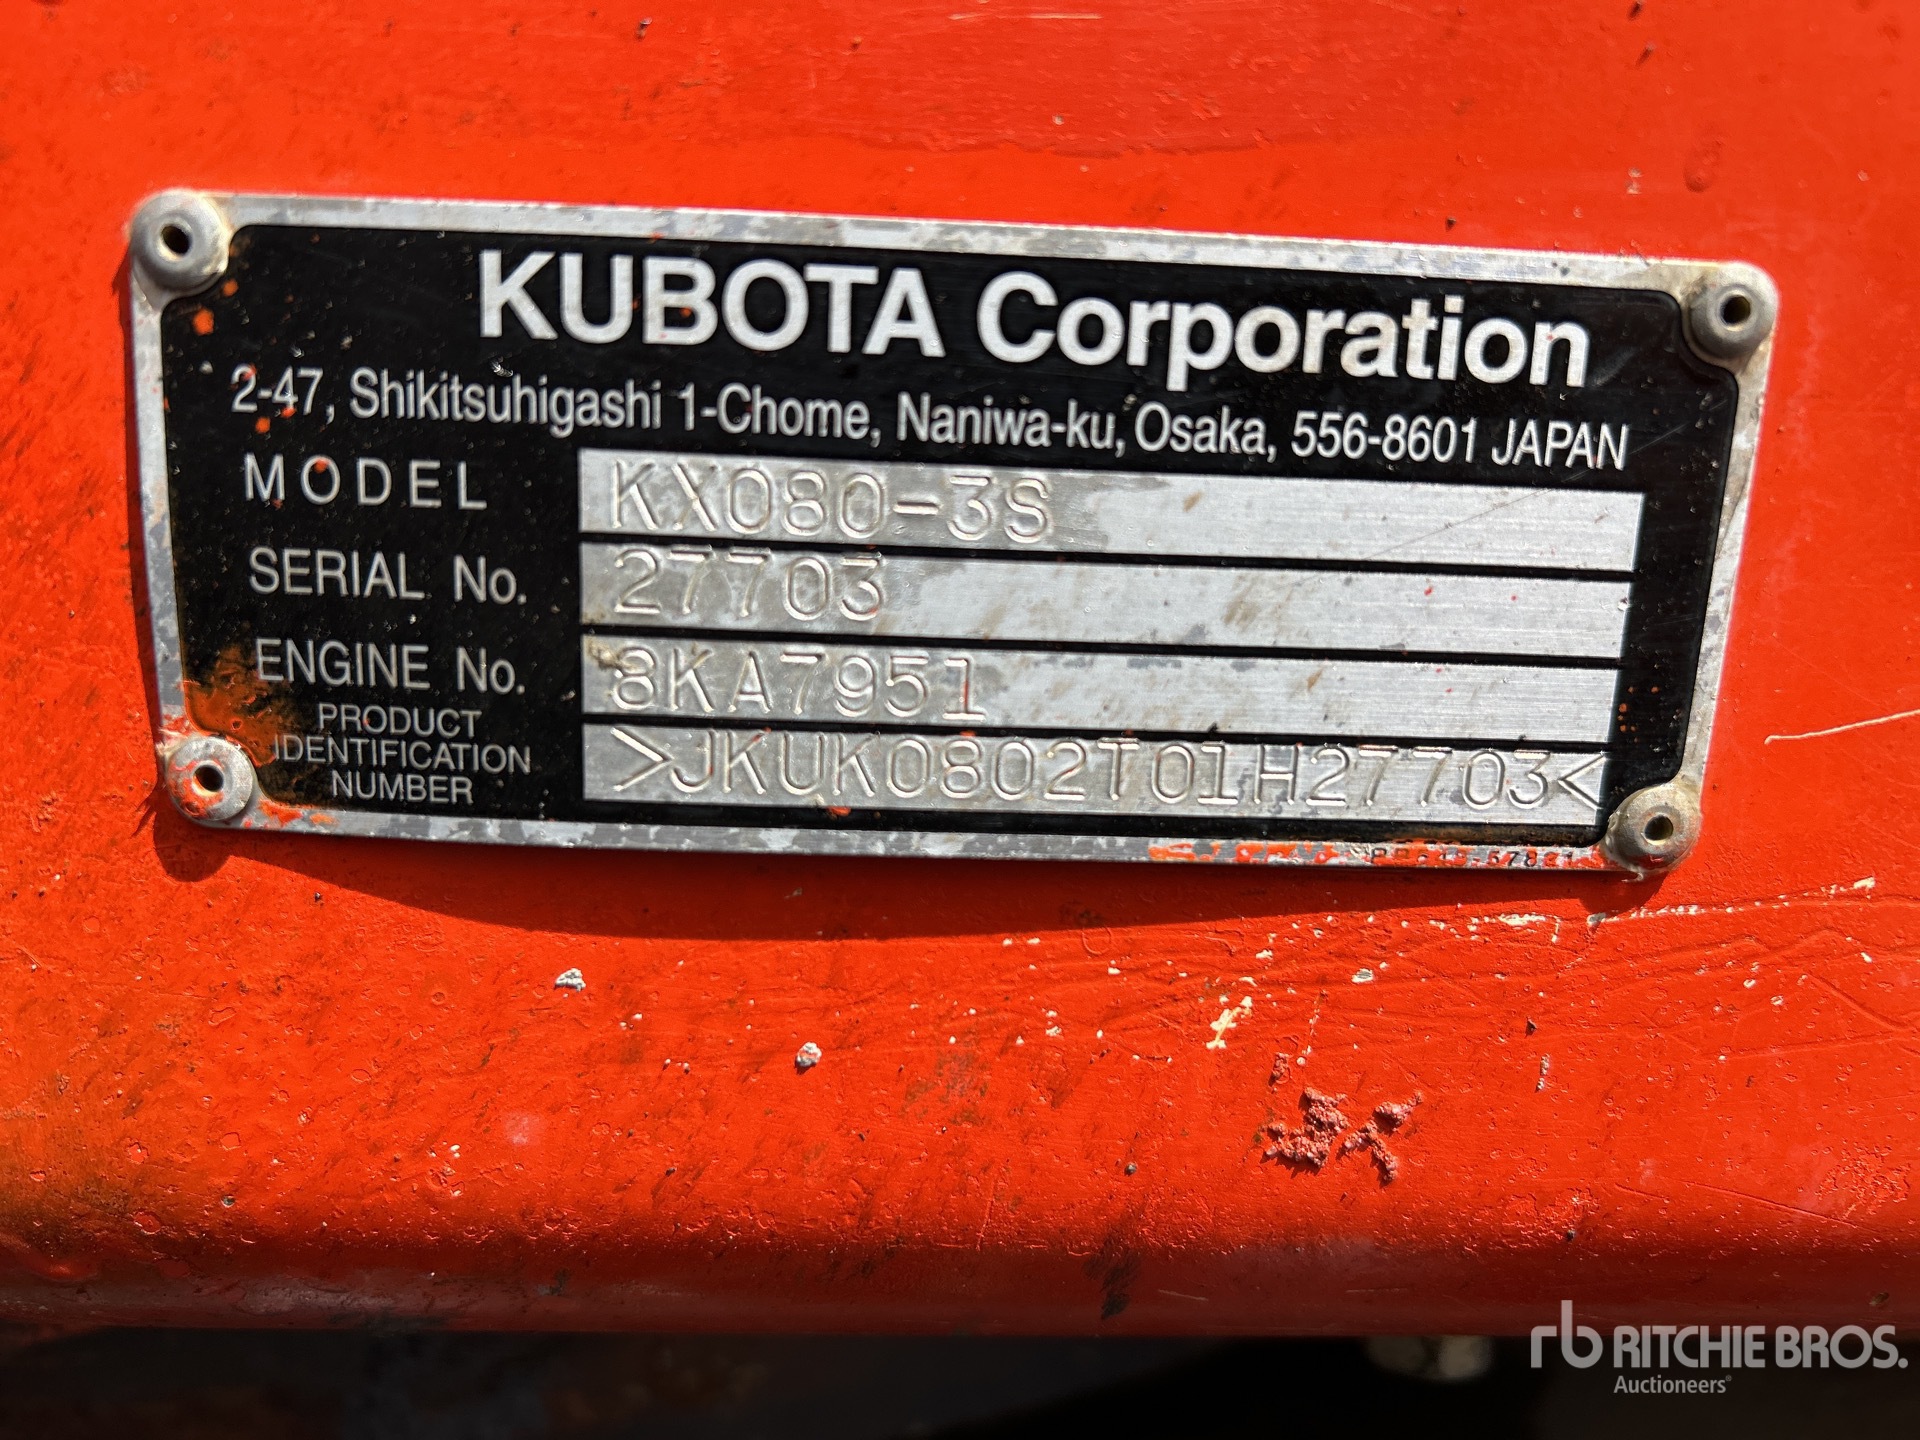 KUBOTA Corporation
2-47, Shikitsuhigashi 1-Chome, Naniwa-ku, Osaka, 556-8601 JAPAN
MODEL KX080-3S
SERIAL No. 27703
ENGINE No. 8KA7951
PRODUCT
IDENTIFICATION
NUMBER >JKUK0802T01H27703<
rb RITCHIE BROS.
Auctioneers